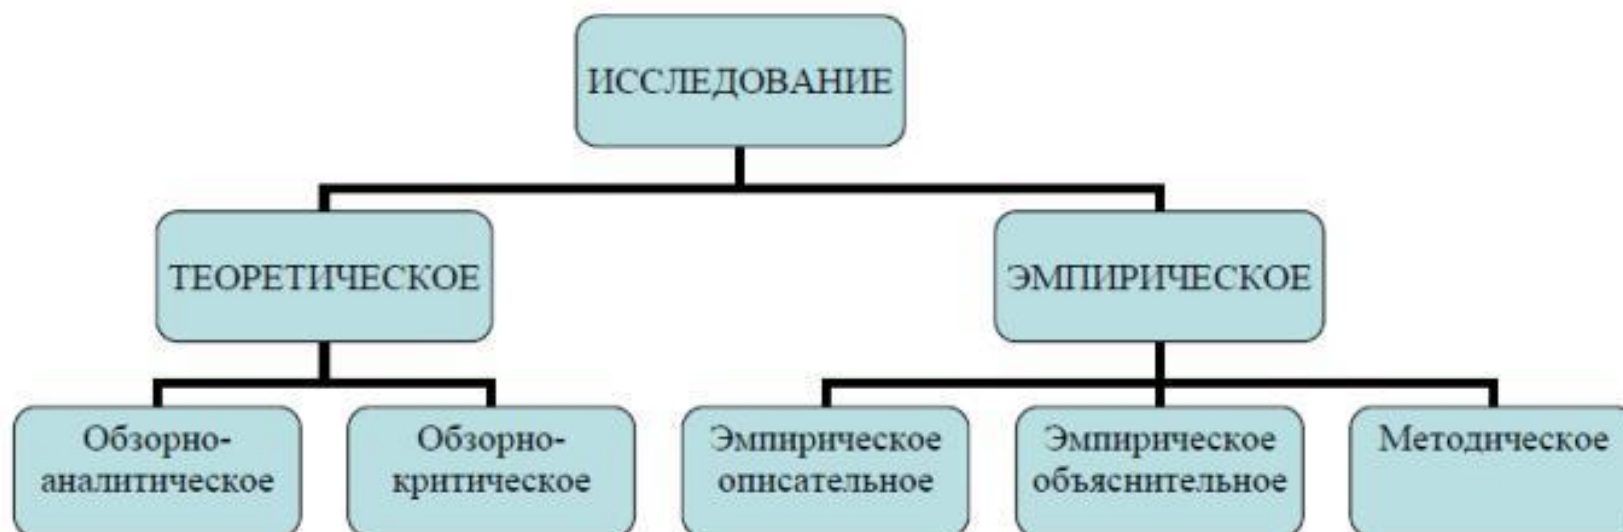 ИССЛЕДОВАНИЕ
ТЕОРЕТИЧЕСКОЕ
ЭМПИРИЧЕСКОЕ
Обзорно-
аналитическое
Обзорно-
критическое
Эмпирическое
описательное
Эмпирическое
объяснительное
Методическое